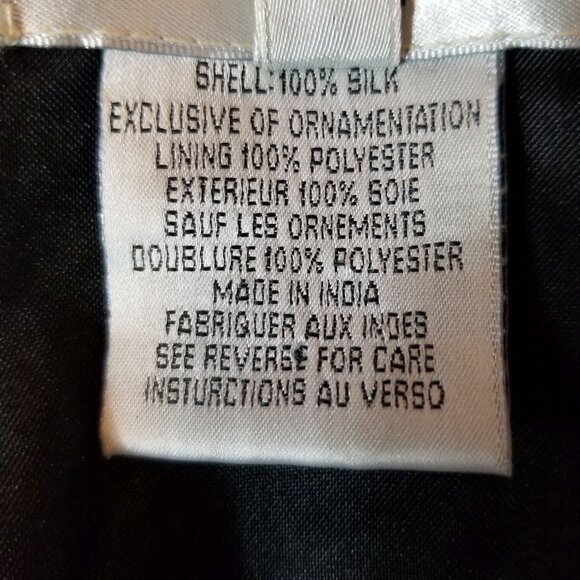 SHELL:100% SILK
EXCLUSIVE OF ORNAMENTATION
LINING 100% POLYESTER
EXTERIEUR 100% SOIE
SAUF LES ORNEMENTS
DOUBLURE 100% POLYESTER
MADE IN INDIA
FABRIQUER AUX INDES
SEE REVERSE FOR CARE
INSTURCTIONS AU VERSO